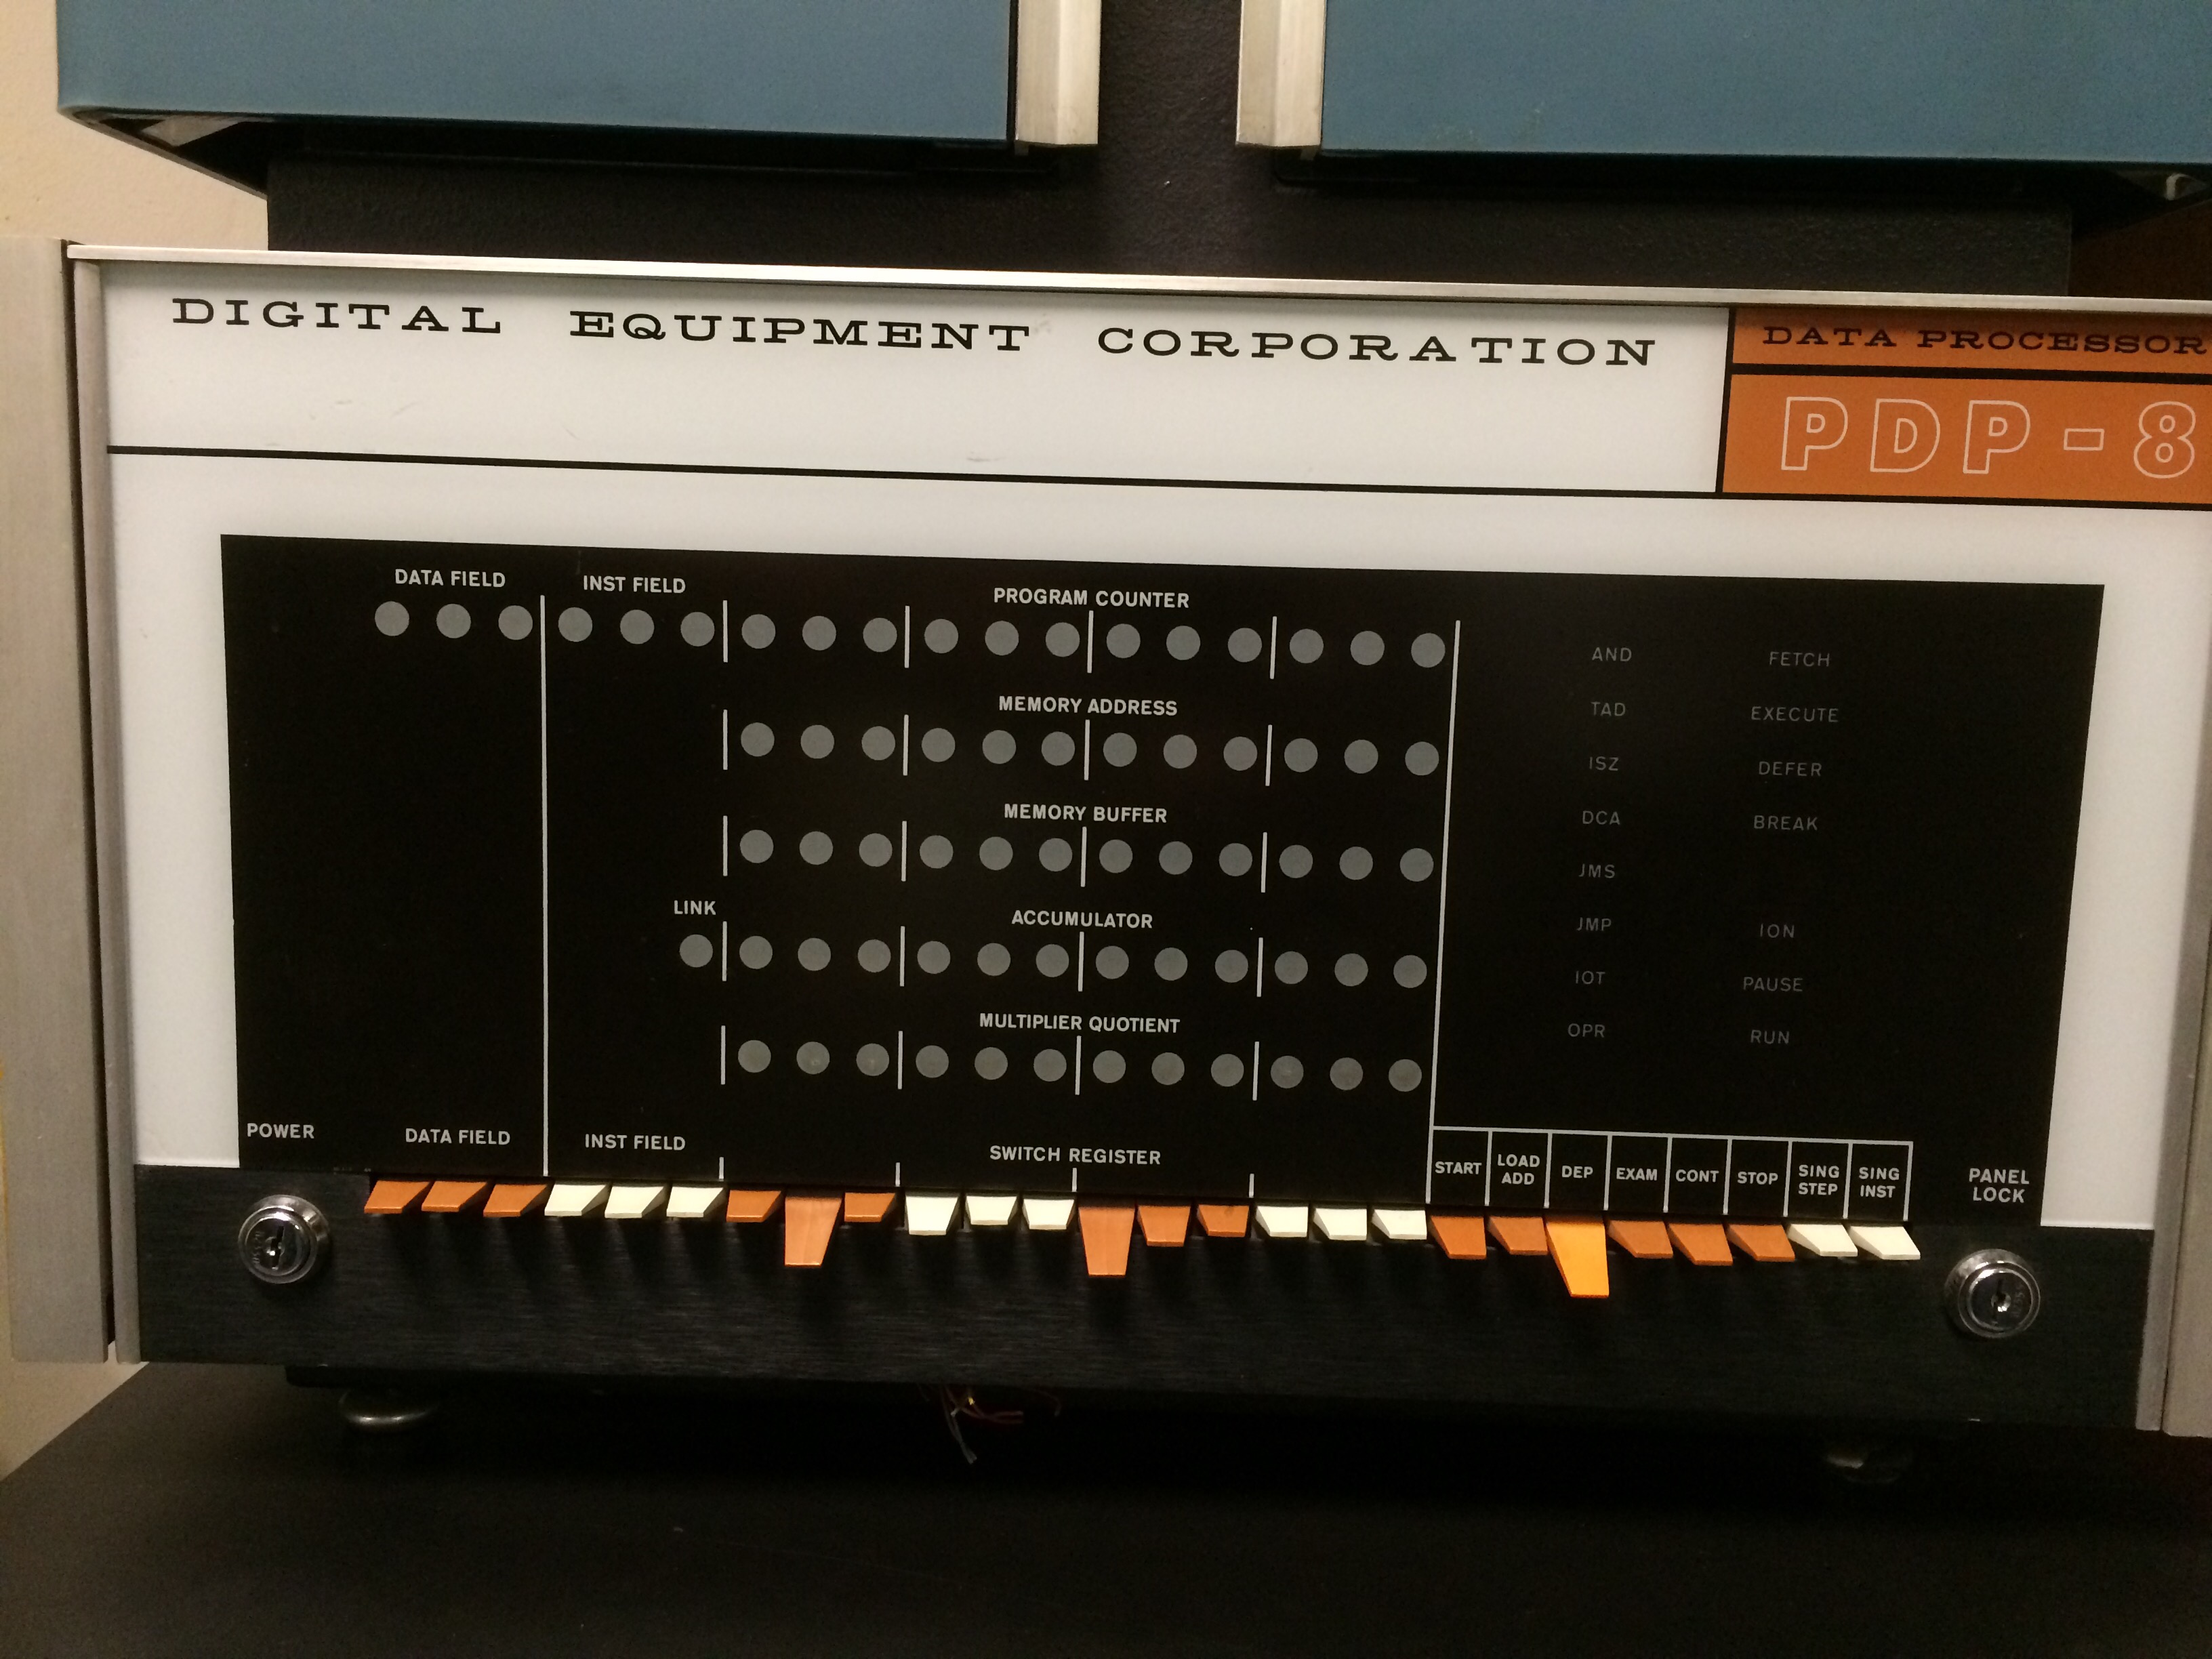 DIGITAL EQUIPMENT CORPORATION
DATA PROCESSOR
PDP-8
DATA FIELD
INST FIELD
PROGRAM COUNTER
MEMORY ADDRESS
MEMORY BUFFER
LINK
ACCUMULATOR
MULTIPLIER QUOTIENT
AND
FETCH
TAD
EXECUTE
ISZ
DEFER
DCA
BREAK
JMS
JMP
ION
IOT
PAUSE
OPR
RUN
POWER
DATA FIELD
INST FIELD
SWITCH REGISTER
START
LOAD
ADD
DEP
EXAM
CONT
STOP
SING
STEP
SING
INST
PANEL
LOCK